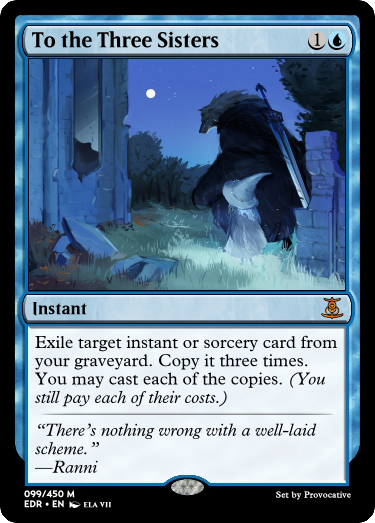 To the Three Sisters 1
Instant
Exile target instant or sorcery card from
your graveyard. Copy it three times.
You may cast each of the copies. (You
still pay each of their costs.)
“There’s nothing wrong with a well-laid
scheme.”
—Ranni
099/450 M
EDR • EN ELA VII
Set by Provocative